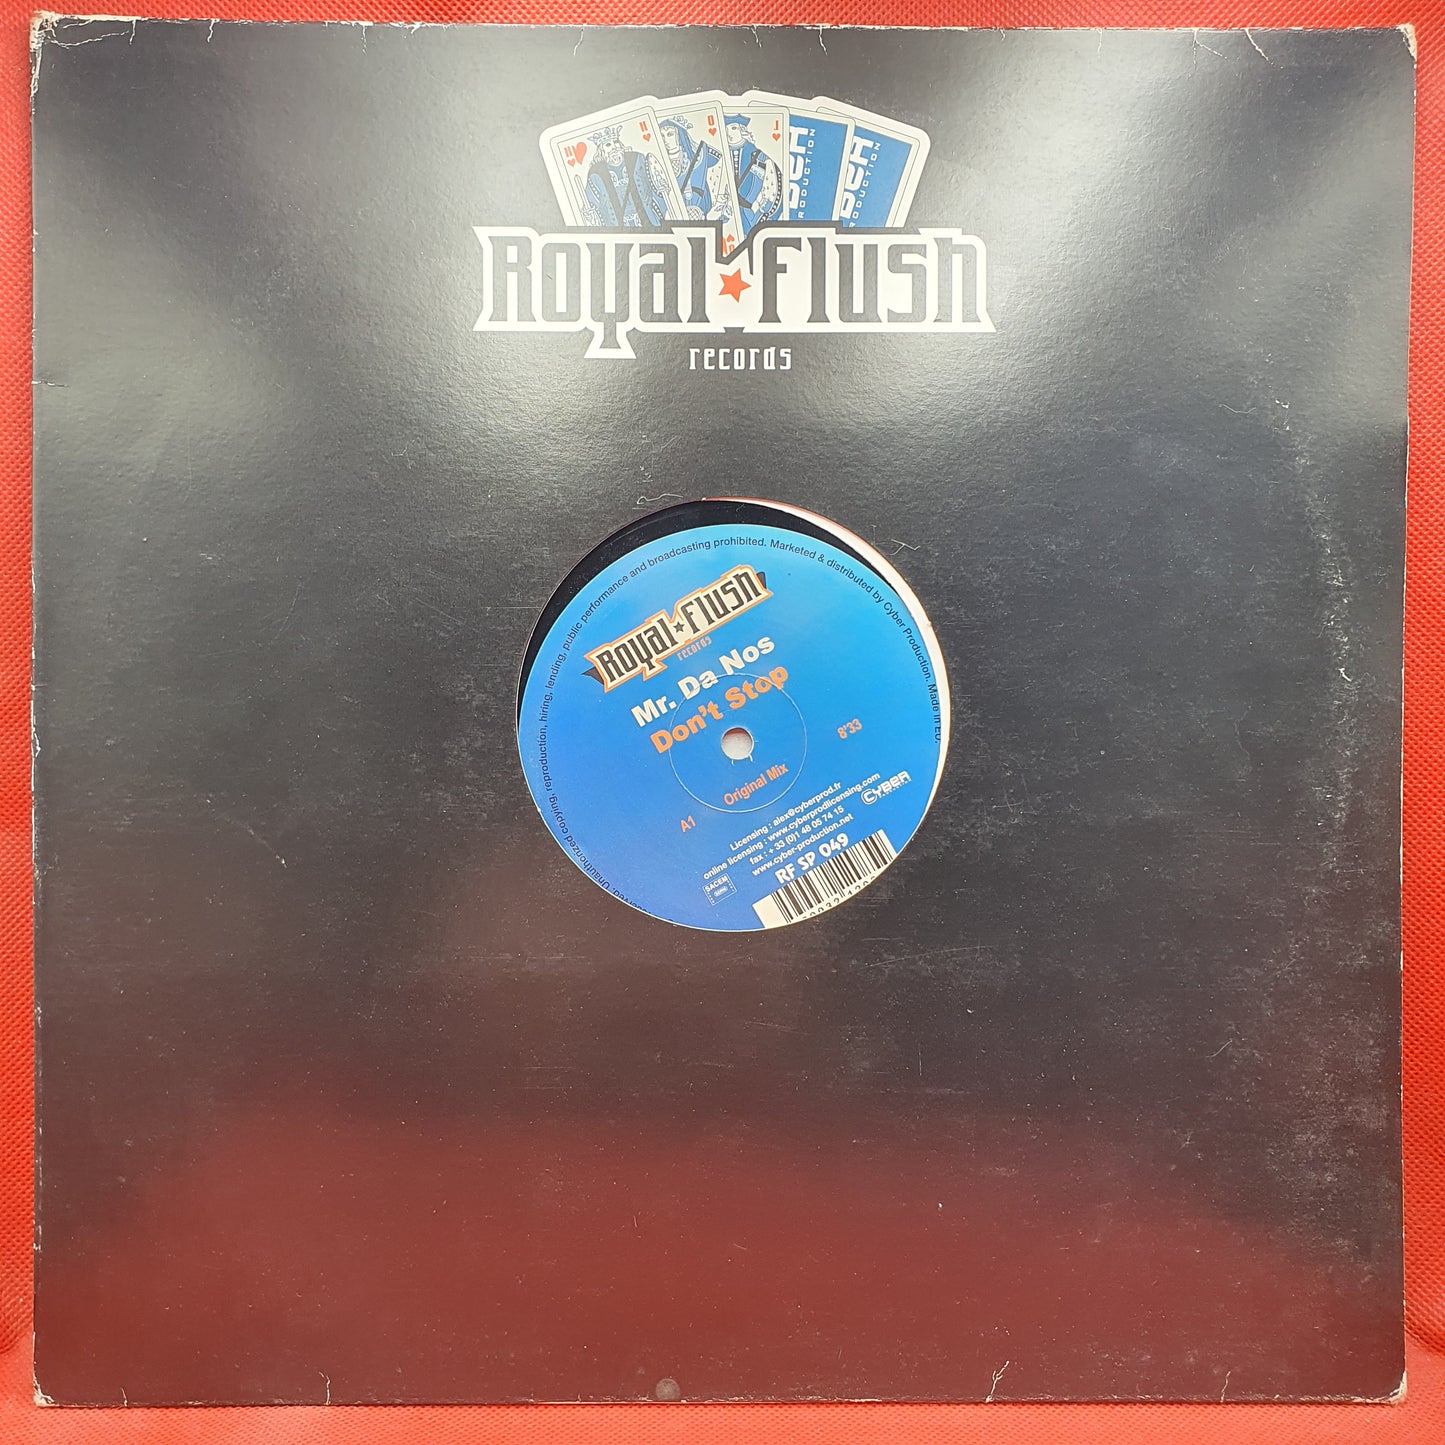 Royal Flush
records
Unauthorized copying, reproduction, hiring, lending, public performance and broadcasting prohibited. Marketed & distributed by Cyber Production. Made in EU.
Royal Flush
records
Mr. Da Nos
Don't Stop
8'33
Original Mix
A1
Licensing : alex@cyberprod.fr
online licensing : www.cyberprodlicensing.com
fax : + 33 (0)1 48 05 74 15
www.cyber-production.net
CYBER
SACEM
RF SP 049